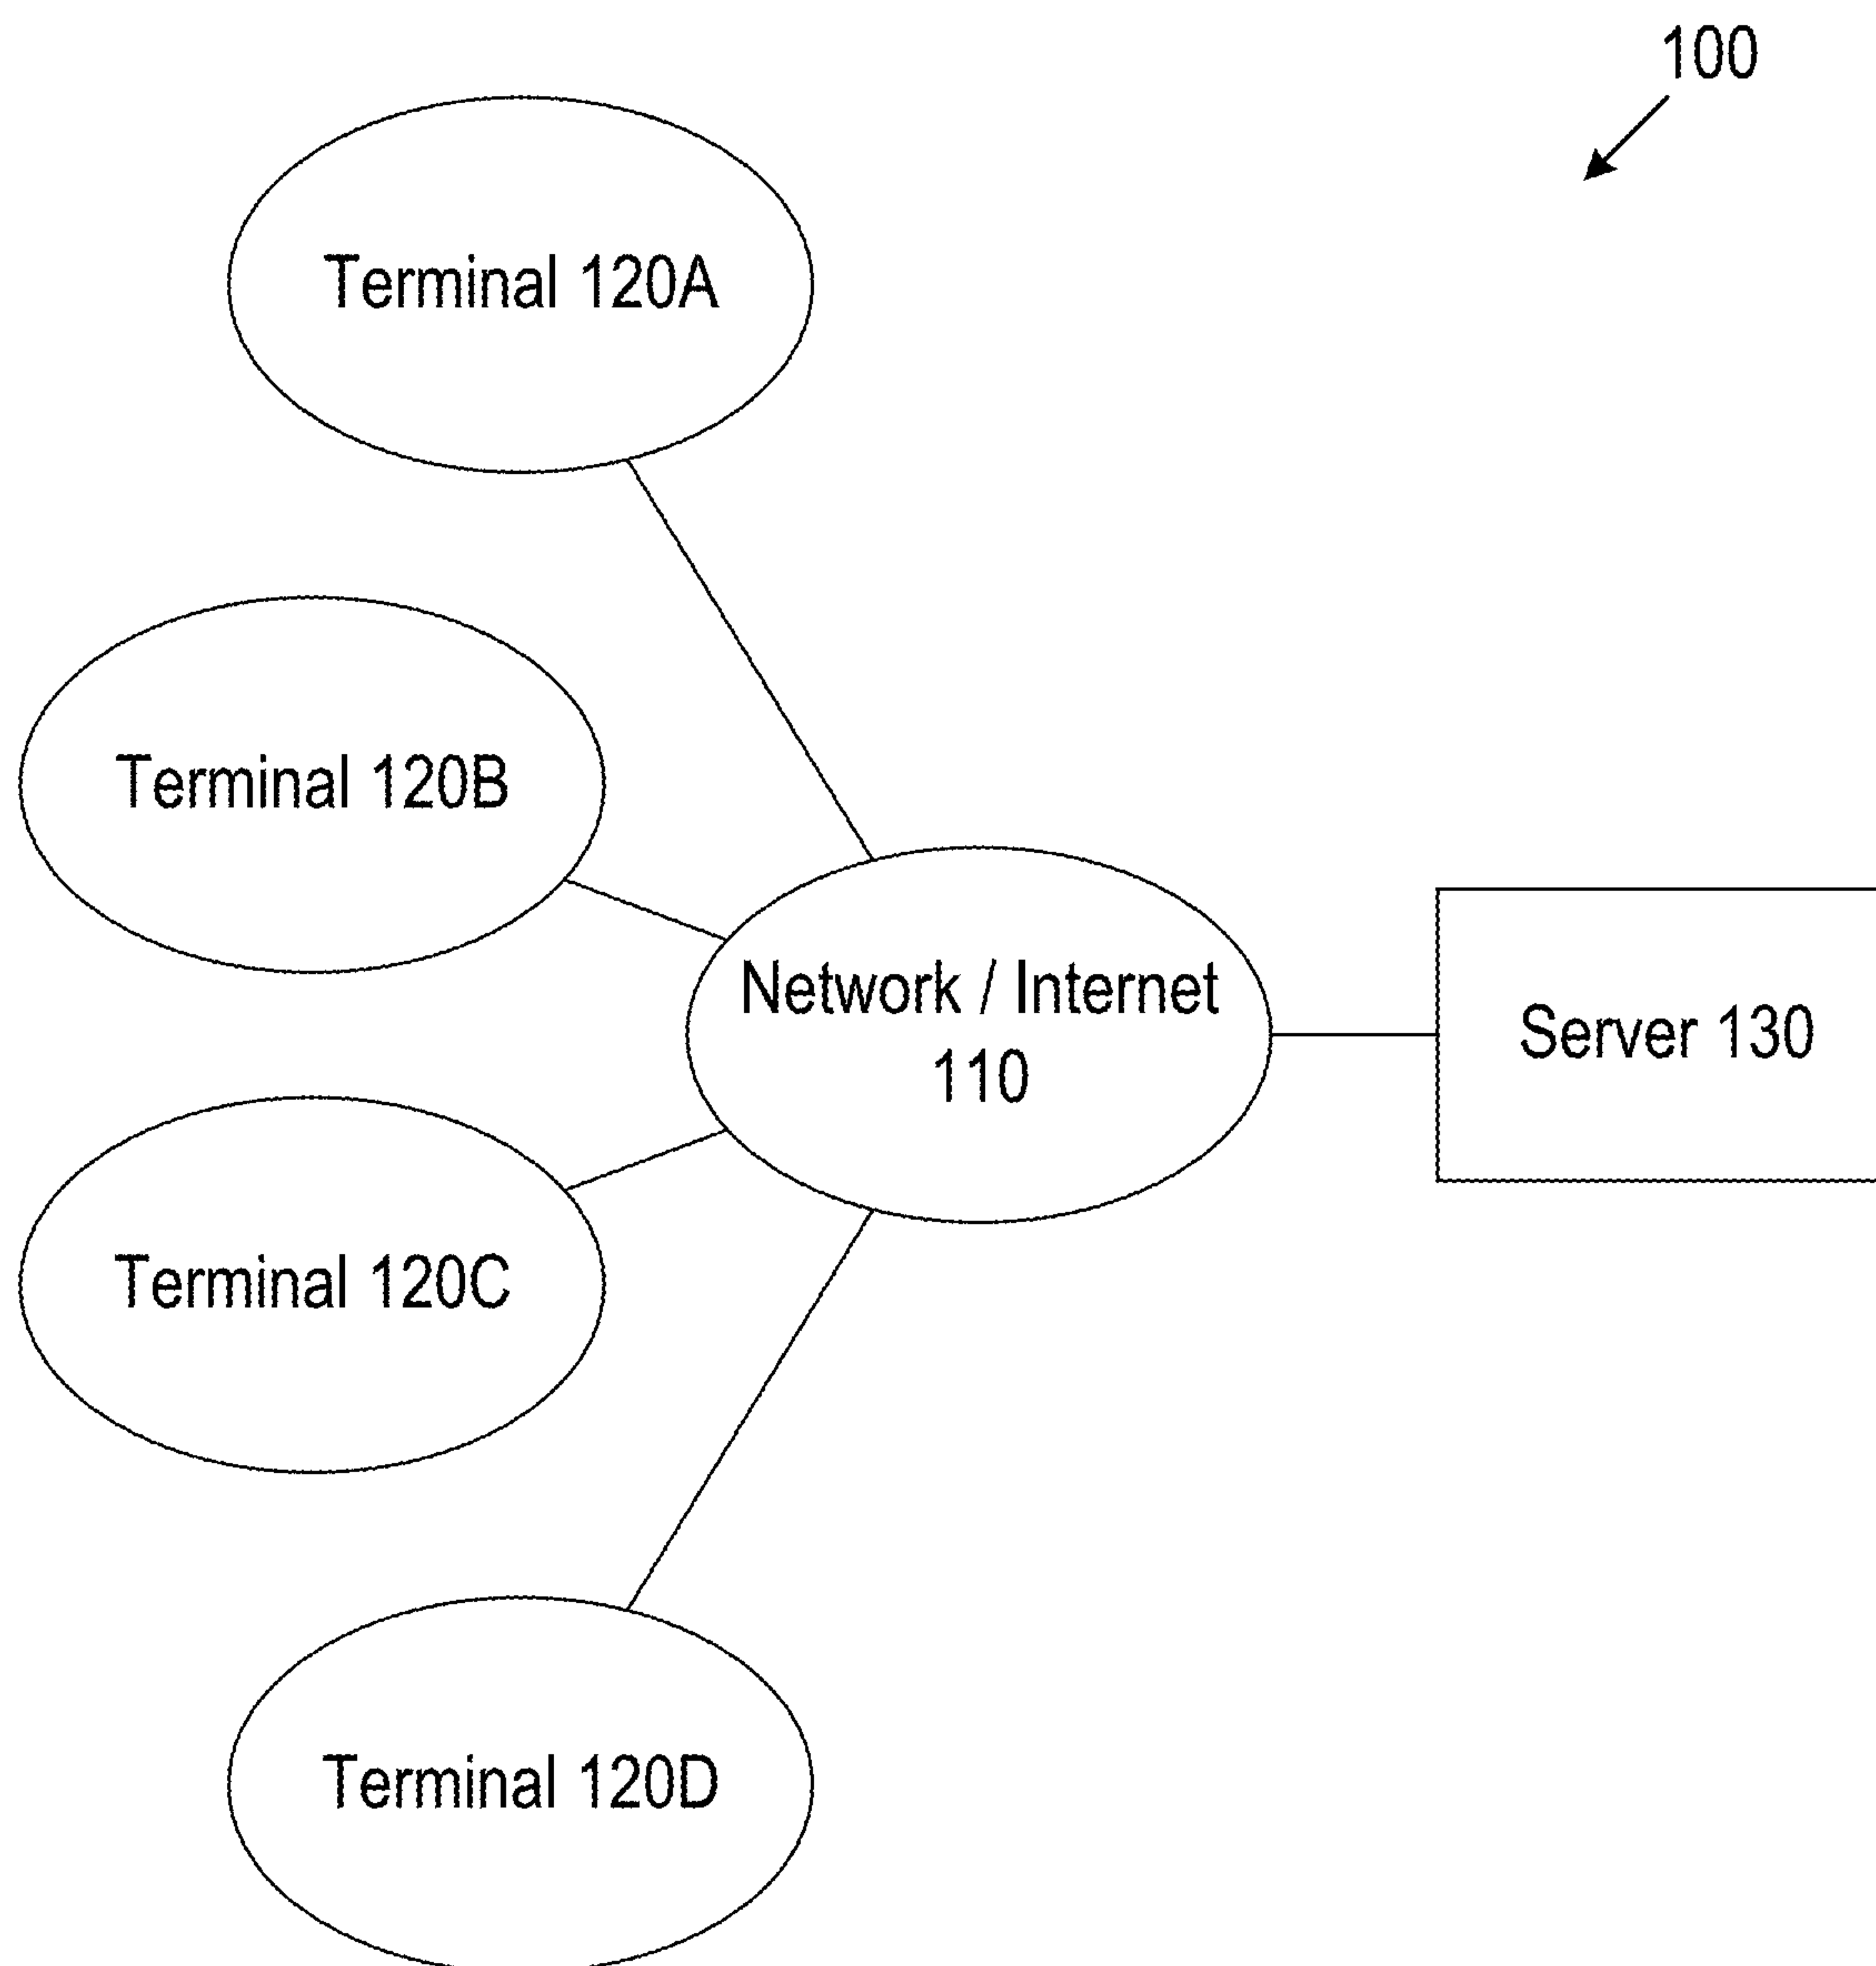 100
Terminal 120A
Terminal 120B
Network / Internet
110
Server 130
Terminal 120C
Terminal 120D